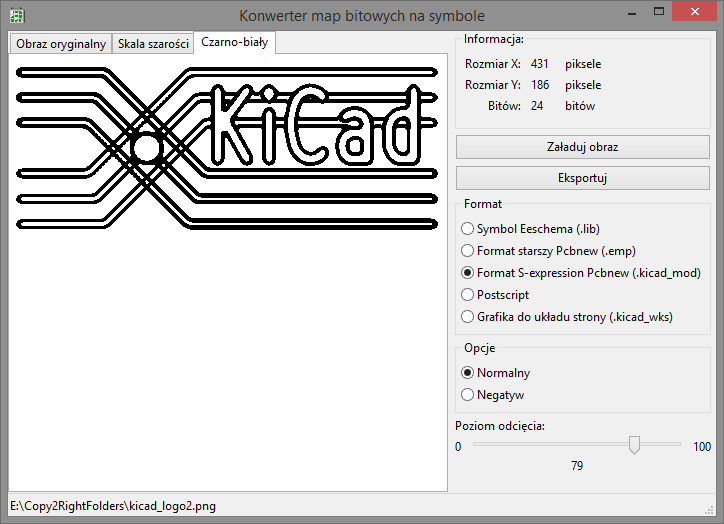 Konwerter map bitowych na symbole
Obraz oryginalny
Skala szarości
Czarno-biały
KiCad
Informacja:
Rozmiar X: 431 piksele
Rozmiar Y: 186 piksele
Bitów: 24 bitów
Załaduj obraz
Eksportuj
Format
Symbol Eeschema (.lib)
Format starszy Pcbnew (.emp)
Format S-expression Pcbnew (.kicad_mod)
Postscript
Grafika do układu strony (.kicad_wks)
Opcje
Normalny
Negatyw
Poziom odcięcia:
0 100
79
E:\Copy2RightFolders\kicad_logo2.png